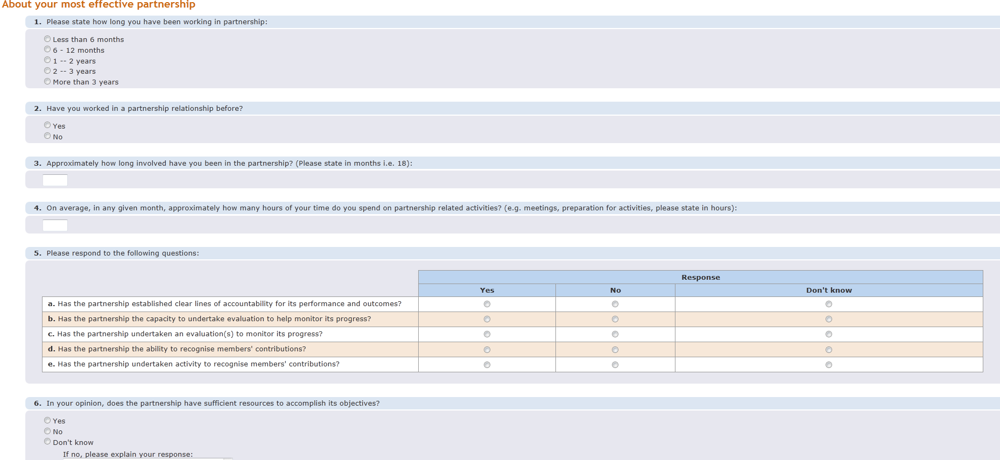 About your most effective partnership
1. Please state how long you have been working in partnership:
Less than 6 months
6 - 12 months
1 -- 2 years
2 -- 3 years
More than 3 years
2. Have you worked in a partnership relationship before?
Yes
No
3. Approximately how long involved have you been in the partnership? (Please state in months i.e. 18):
4. On average, in any given month, approximately how many hours of your time do you spend on partnership related activities? (e.g. meetings, preparation for activities, please state in hours):
5. Please respond to the following questions:
Response
Yes No Don't know
a. Has the partnership established clear lines of accountability for its performance and outcomes?
b. Has the partnership the capacity to undertake evaluation to help monitor its progress?
c. Has the partnership undertaken an evaluation(s) to monitor its progress?
d. Has the partnership the ability to recognise members' contributions?
e. Has the partnership undertaken activity to recognise members' contributions?
6. In your opinion, does the partnership have sufficient resources to accomplish its objectives?
Yes
No
Don't know
If no, please explain your response: